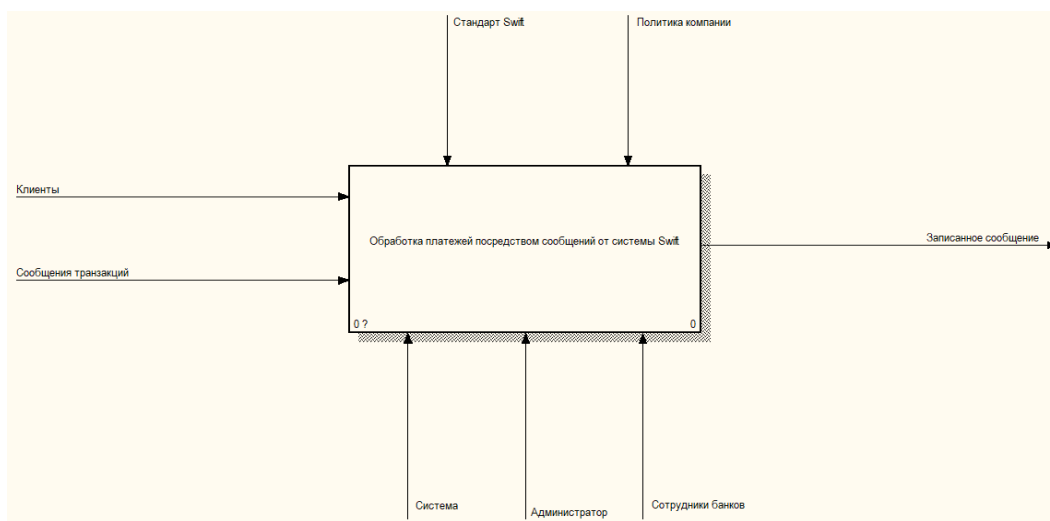 Стандарт Swift
Политика компании
Клиенты
Обработка платежей посредством сообщений от системы Swift
Записанное сообщение
Сообщения транзакций
0 ?
0
Система
Администратор
Сотрудники банков